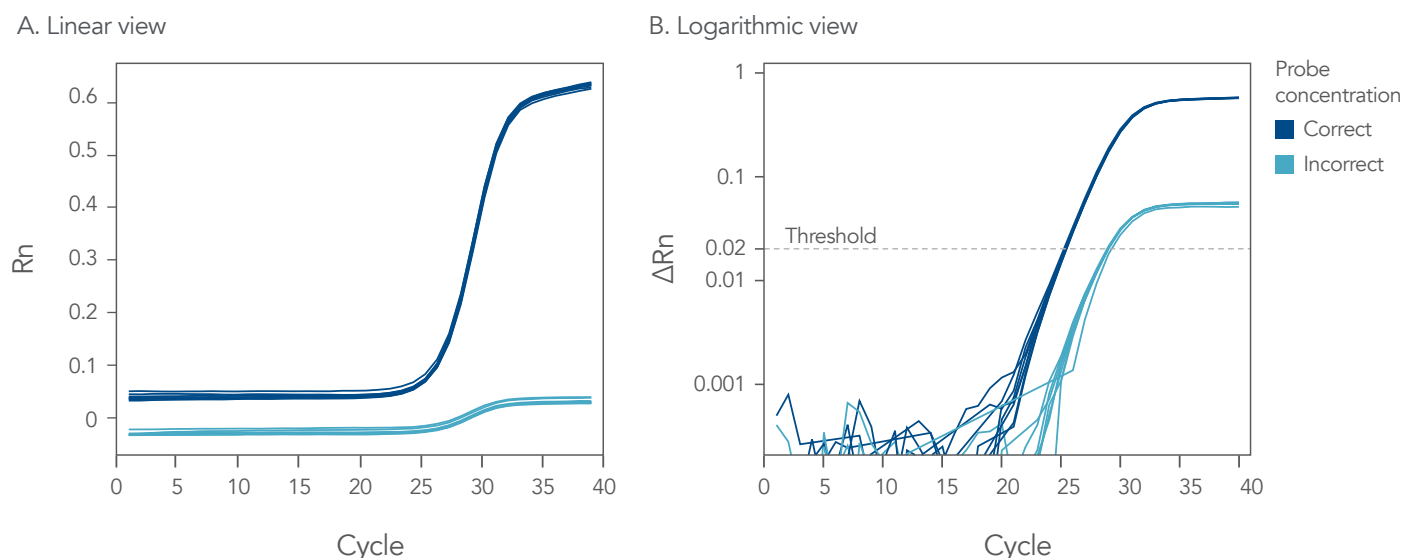 A. Linear view
Rn
0.6
0.5
0.4
0.3
0.2
0.1
0
0 5 10 15 20 25 30 35 40
Cycle
B. Logarithmic view
ΔRn
1
0.1
0.02
0.01
0.001
Threshold
0 5 10 15 20 25 30 35 40
Cycle
Probe
concentration
Correct
Incorrect